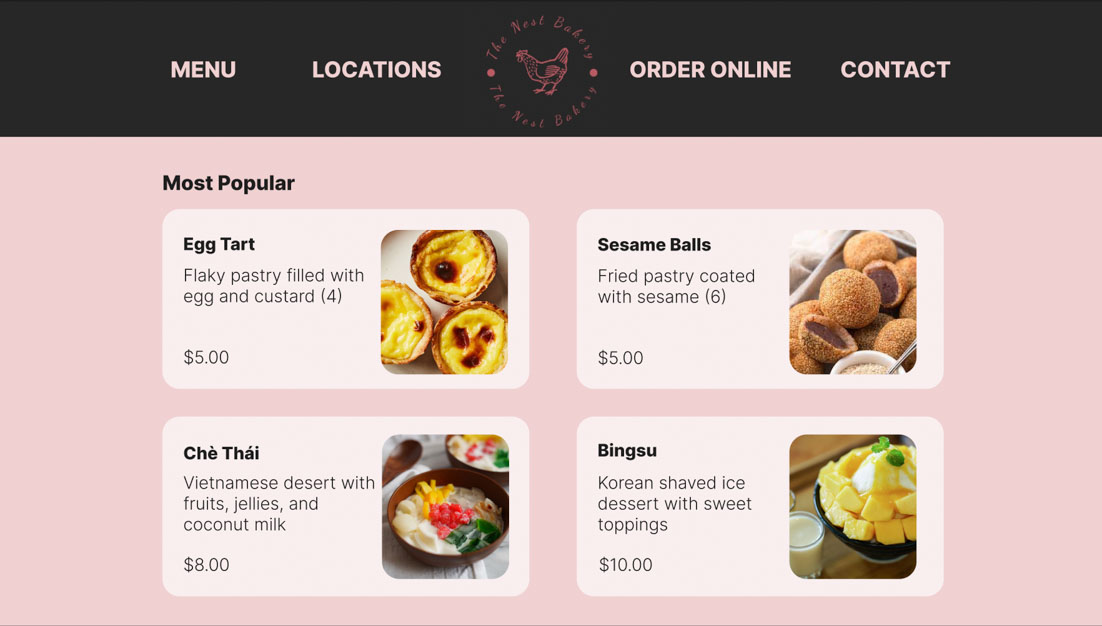 MENU
LOCATIONS
The Nest Bakery
The Nest Bakery
ORDER ONLINE
CONTACT
Most Popular
Egg Tart
Flaky pastry filled with
egg and custard (4)
$5.00
Sesame Balls
Fried pastry coated
with sesame (6)
$5.00
Chè Thái
Vietnamese desert with
fruits, jellies, and
coconut milk
$8.00
Bingsu
Korean shaved ice
dessert with sweet
toppings
$10.00